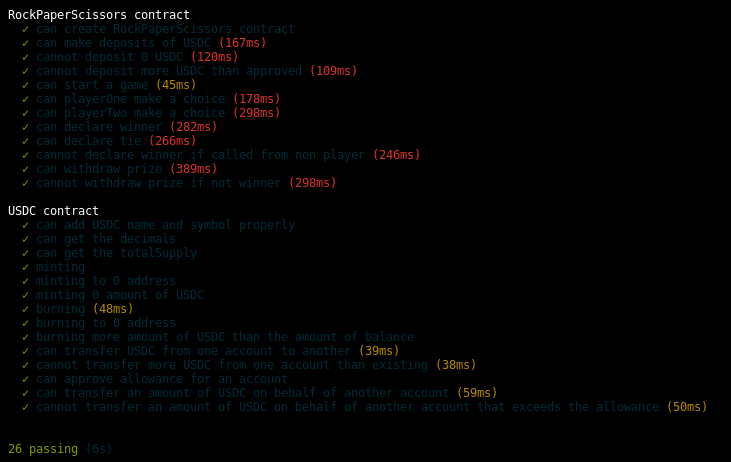 RockPaperScissors contract
✓ can create RockPaperScissors contract
✓ can make deposits of USDC (167ms)
✓ cannot deposit 0 USDC (120ms)
✓ cannot deposit more USDC than approved (109ms)
✓ can start a game (45ms)
✓ can playerOne make a choice (178ms)
✓ can playerTwo make a choice (298ms)
✓ can declare winner (282ms)
✓ can declare tie (266ms)
✓ cannot declare winner if called from non player (246ms)
✓ can withdraw prize (389ms)
✓ cannot withdraw prize if not winner (298ms)
USDC contract
✓ can add USDC name and symbol properly
✓ can get the decimals
✓ can get the totalSupply
✓ minting
✓ minting to 0 address
✓ minting 0 amount of USDC
✓ burning (48ms)
✓ burning to 0 address
✓ burning more amount of USDC than the amount of balance
✓ can transfer USDC from one account to another (39ms)
✓ cannot transfer more USDC from one account than existing (38ms)
✓ can approve allowance for an account
✓ can transfer an amount of USDC on behalf of another account (59ms)
✓ cannot transfer an amount of USDC on behalf of another account that exceeds the allowance (50ms)
26 passing (6s)